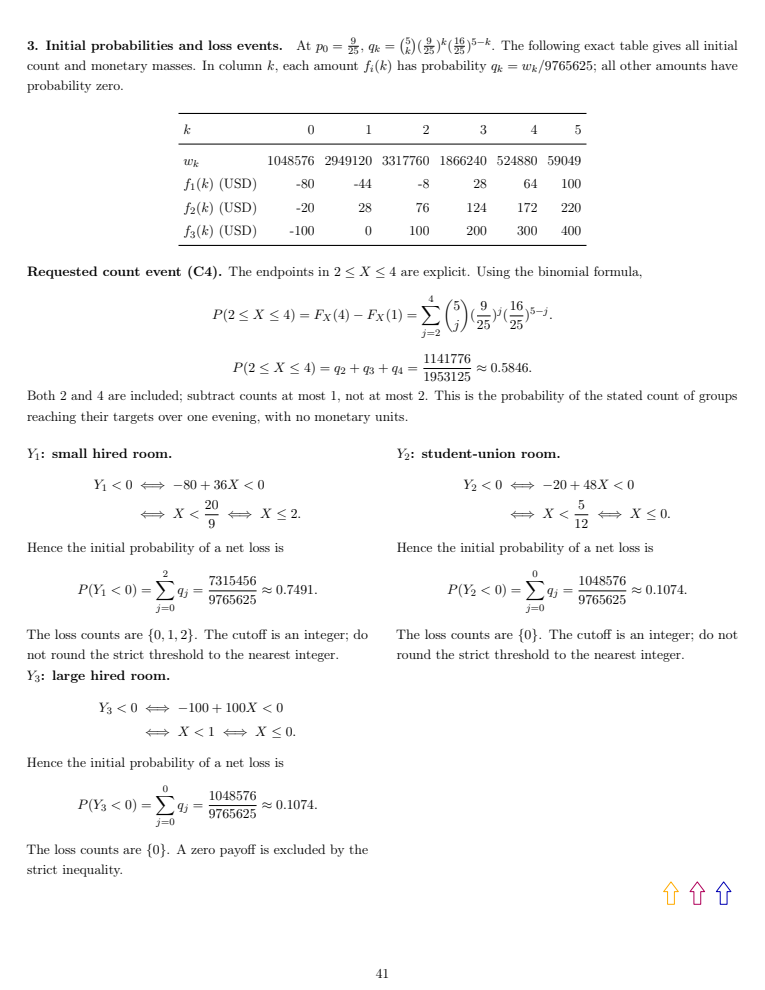 3. Initial probabilities and loss events. At p₀ = 9/25, qₖ = (5 k)(9/25)ᵏ(16/25)⁵⁻ᵏ. The following exact table gives all initial
count and monetary masses. In column k, each amount fᵢ(k) has probability qₖ = wₖ/9765625; all other amounts have
probability zero.
k 0 1 2 3 4 5
wₖ 1048576 2949120 3317760 1866240 524880 59049
f₁(k) (USD) -80 -44 -8 28 64 100
f₂(k) (USD) -20 28 76 124 172 220
f₃(k) (USD) -100 0 100 200 300 400
Requested count event (C4). The endpoints in 2 ≤ X ≤ 4 are explicit. Using the binomial formula,
P(2 ≤ X ≤ 4) = F_X(4) − F_X(1) = ∑_{j=2}^{4} (5 j)(9/25)ʲ(16/25)⁵⁻ʲ.
P(2 ≤ X ≤ 4) = q₂ + q₃ + q₄ = 1141776/1953125 ≈ 0.5846.
Both 2 and 4 are included; subtract counts at most 1, not at most 2. This is the probability of the stated count of groups
reaching their targets over one evening, with no monetary units.
Y₁: small hired room.
Y₁ < 0 ⟺ −80 + 36X < 0
⟺ X < 20/9 ⟺ X ≤ 2.
Hence the initial probability of a net loss is
P(Y₁ < 0) = ∑_{j=0}^{2} qⱼ = 7315456/9765625 ≈ 0.7491.
The loss counts are {0, 1, 2}. The cutoff is an integer; do
not round the strict threshold to the nearest integer.
Y₂: student-union room.
Y₂ < 0 ⟺ −20 + 48X < 0
⟺ X < 5/12 ⟺ X ≤ 0.
Hence the initial probability of a net loss is
P(Y₂ < 0) = ∑_{j=0}^{0} qⱼ = 1048576/9765625 ≈ 0.1074.
The loss counts are {0}. The cutoff is an integer; do not
round the strict threshold to the nearest integer.
Y₃: large hired room.
Y₃ < 0 ⟺ −100 + 100X < 0
⟺ X < 1 ⟺ X ≤ 0.
Hence the initial probability of a net loss is
P(Y₃ < 0) = ∑_{j=0}^{0} qⱼ = 1048576/9765625 ≈ 0.1074.
The loss counts are {0}. A zero payoff is excluded by the
strict inequality.
41